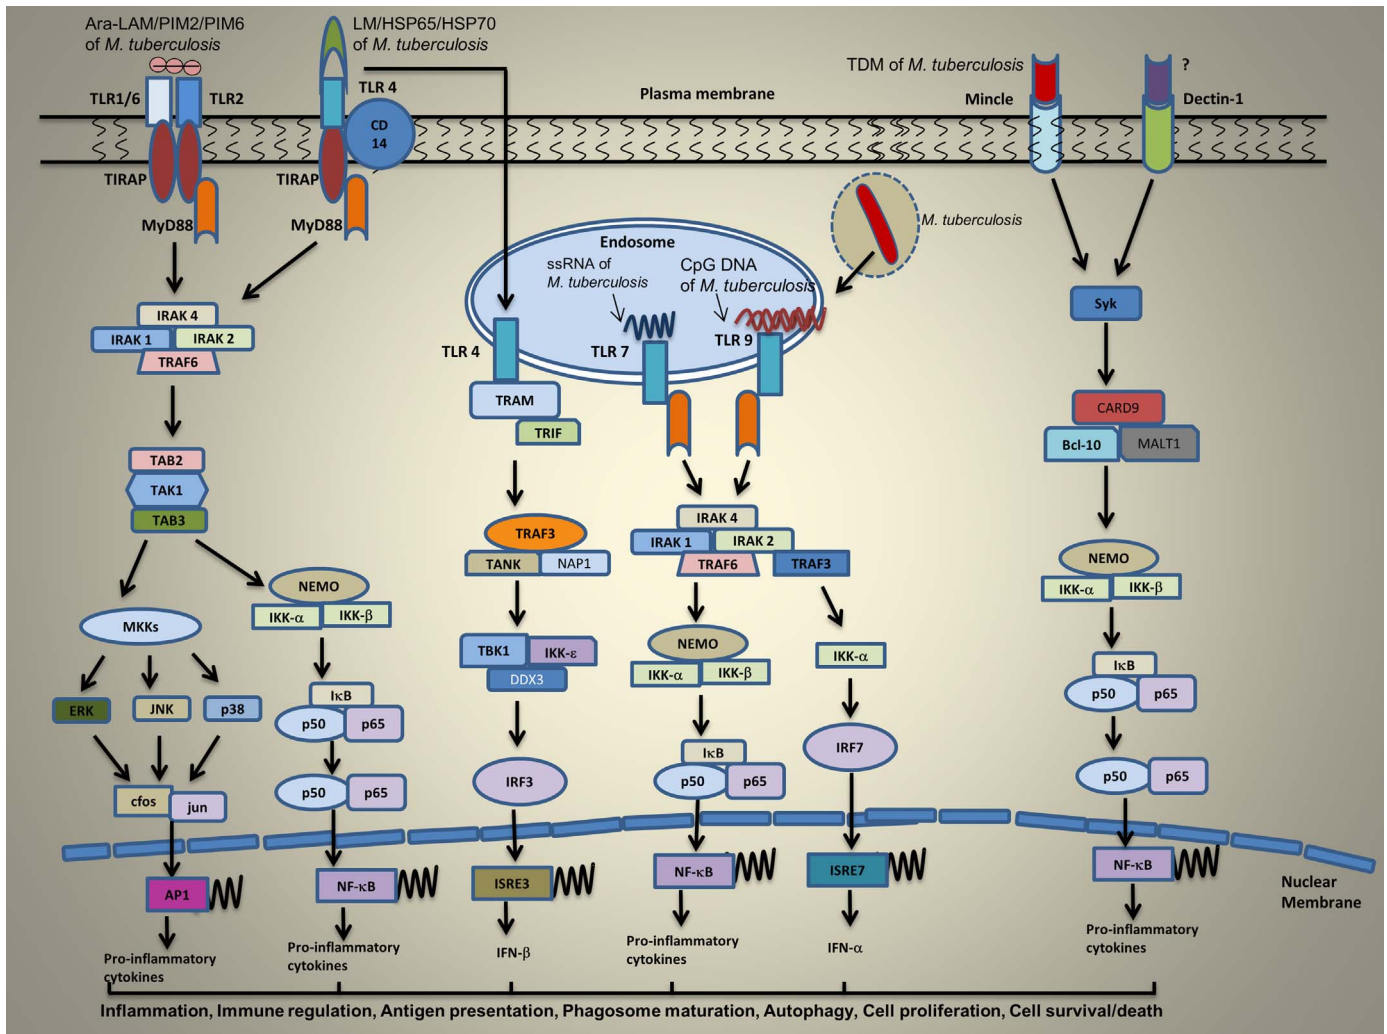 Ara-LAM/PIM2/PIM6
of M. tuberculosis
LM/HSP65/HSP70
of M. tuberculosis
TDM of M. tuberculosis
?
TLR1/6
TLR2
TLR 4
Plasma membrane
Mincle
Dectin-1
CD
14
TIRAP
TIRAP
MyD88
MyD88
M. tuberculosis
Endosome
ssRNA of
M. tuberculosis
CpG DNA
of M. tuberculosis
TLR 4
TLR 7
TLR 9
Syk
IRAK 4
IRAK 1
IRAK 2
TRAF6
TRAM
TRIF
CARD9
Bcl-10
MALT1
TAB2
TAK1
TAB3
TRAF3
TANK
NAP1
IRAK 4
IRAK 1
IRAK 2
TRAF6
TRAF3
NEMO
IKK-α
IKK-β
NEMO
IKK-α
IKK-β
MKKs
TBK1
IKK-ε
DDX3
NEMO
IKK-α
IKK-β
IKK-α
IκB
p50
p65
ERK
JNK
p38
IκB
p50
p65
IRF3
IκB
p50
p65
IRF7
p50
p65
cfos
jun
p50
p65
AP1
NF-κB
ISRE3
NF-κB
ISRE7
NF-κB
Nuclear
Membrane
Pro-inflammatory
cytokines
Pro-inflammatory
cytokines
IFN-β
Pro-inflammatory
cytokines
IFN-α
Pro-inflammatory
cytokines
Inflammation, Immune regulation, Antigen presentation, Phagosome maturation, Autophagy, Cell proliferation, Cell survival/death